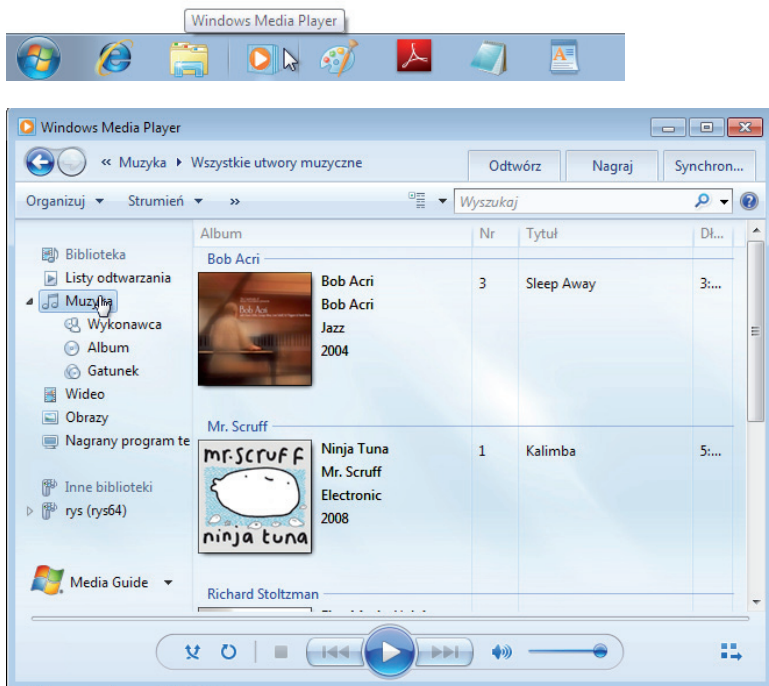 Windows Media Player
Windows Media Player
« Muzyka Wszystkie utwory muzyczne
Odtwórz Nagraj Synchron...
Organizuj Strumień » Wyszukaj
Album Nr Tytuł Dł...
Biblioteka
Listy odtwarzania
Muzyka
Wykonawca
Album
Gatunek
Wideo
Obrazy
Nagrany program te
Inne biblioteki
rys (rys64)
Media Guide
Bob Acri
Bob Acri 3 Sleep Away 3:...
Bob Acri
Jazz
2004
Bob Acri
Mr. Scruff
Ninja Tuna 1 Kalimba 5:...
Mr. Scruff
Electronic
2008
mr.scruff
ninja tuna
Richard Stoltzman